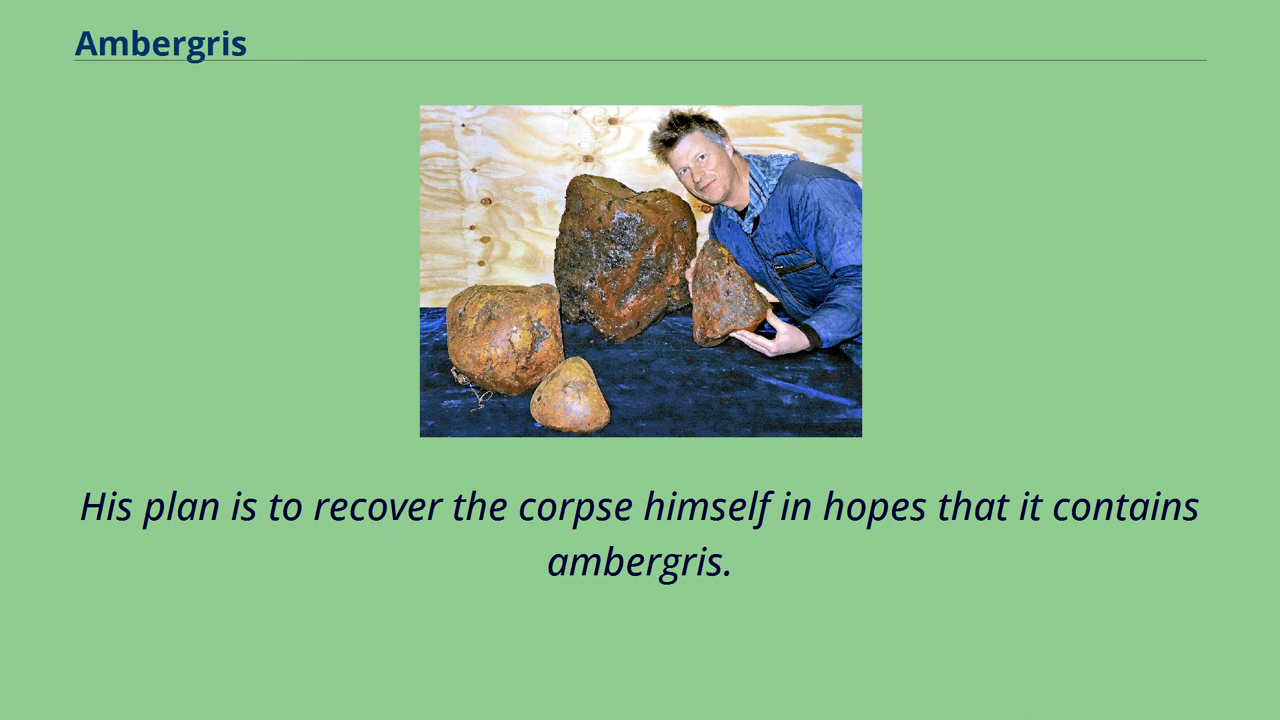 Ambergris
His plan is to recover the corpse himself in hopes that it contains
ambergris.